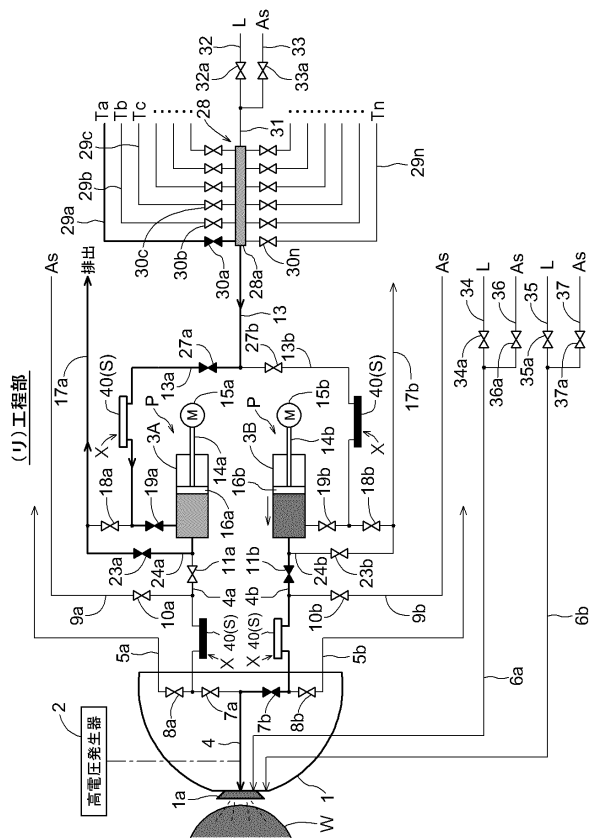 (リ)工程部
高電圧発生器
2
1a
W
1
4
8a
7a
7b
8b
5a
5b
6a
6b
9a
9b
10a
10b
As
As
排出
17a
17b
X
40(S)
X
40(S)
X
40(S)
X
40(S)
4a
4b
11a
11b
24a
24b
23a
23b
18a
19a
19b
18b
16a
16b
14a
14b
15a
15b
M
M
3A
3B
P
P
13a
13b
27a
27b
13
28
28a
29a
29b
29c
29n
Ta
Tb
Tc
Tn
30a
30b
30c
30n
31
32a
32
L
33a
33
As
34a
34
L
36a
36
As
35a
35
L
37a
37
As